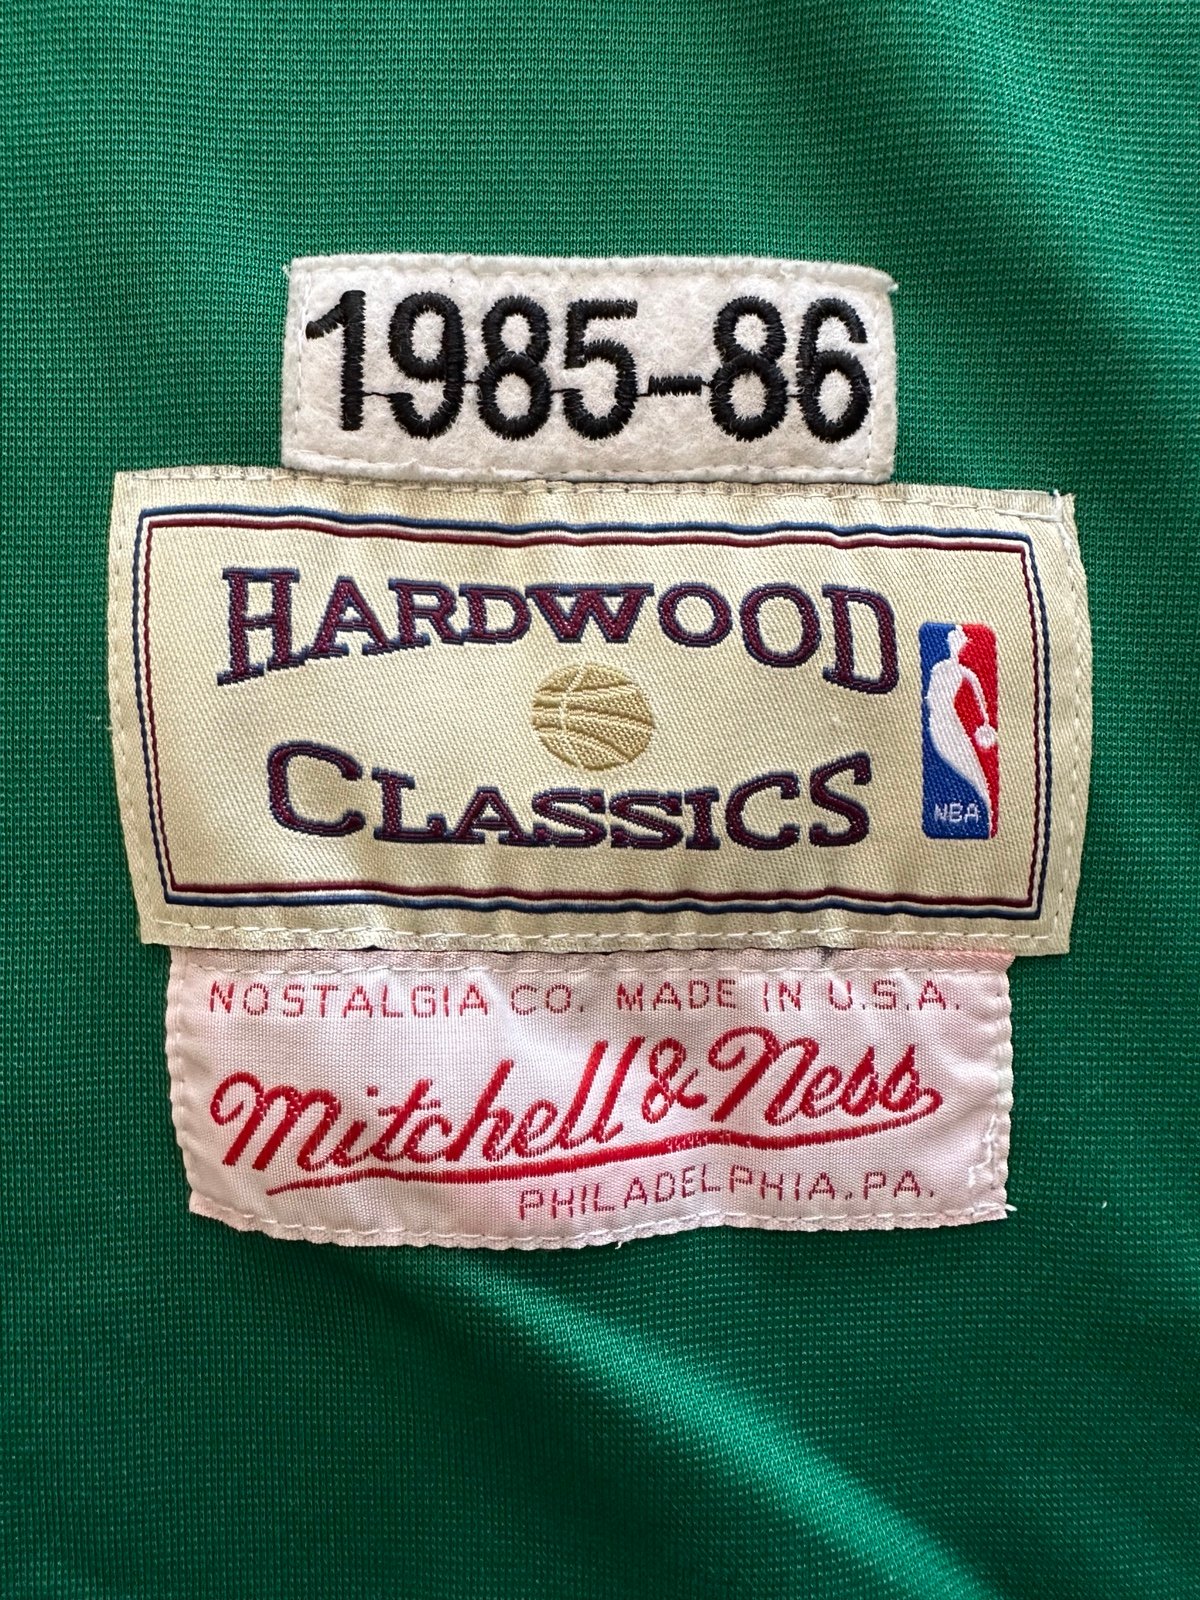 1985-86
HARDWOOD
CLASSICS
NBA
NOSTALGIA CO. MADE IN U.S.A.
Mitchell & Ness
PHILADELPHIA, PA.